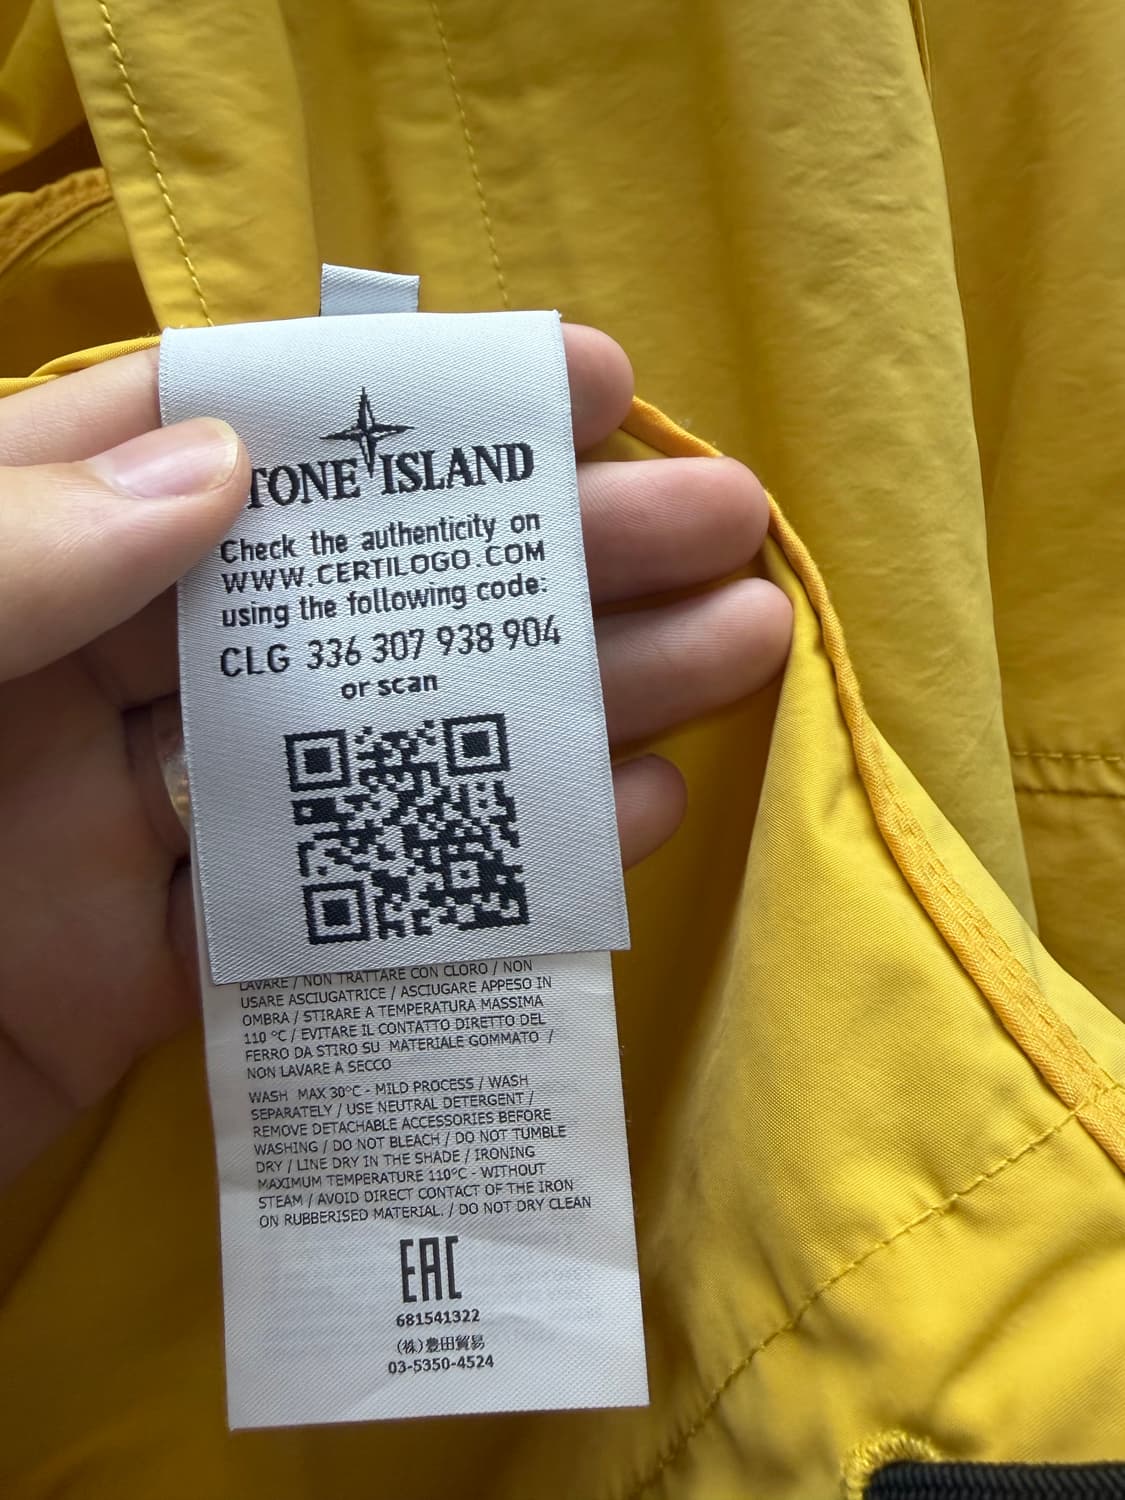 TONE ISLAND
Check the authenticity on
WWW.CERTILOGO.COM
using the following code:
CLG 336 307 938 904
or scan
LAVARE / NON TRATTARE CON CLORO / NON
USARE ASCIUGATRICE / ASCIUGARE APPESO IN
OMBRA / STIRARE A TEMPERATURA MASSIMA
110 °C / EVITARE IL CONTATTO DIRETTO DEL
FERRO DA STIRO SU MATERIALE GOMMATO /
NON LAVARE A SECCO
WASH MAX 30°C - MILD PROCESS / WASH
SEPARATELY / USE NEUTRAL DETERGENT /
REMOVE DETACHABLE ACCESSORIES BEFORE
WASHING / DO NOT BLEACH / DO NOT TUMBLE
DRY / LINE DRY IN THE SHADE / IRONING
MAXIMUM TEMPERATURE 110°C - WITHOUT
STEAM / AVOID DIRECT CONTACT OF THE IRON
ON RUBBERISED MATERIAL. / DO NOT DRY CLEAN
EAC
681541322
(株)豊田貿易
03-5350-4524